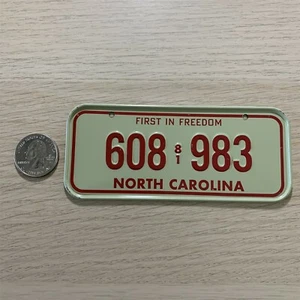 FIRST IN FREEDOM
608 81 983
NORTH CAROLINA